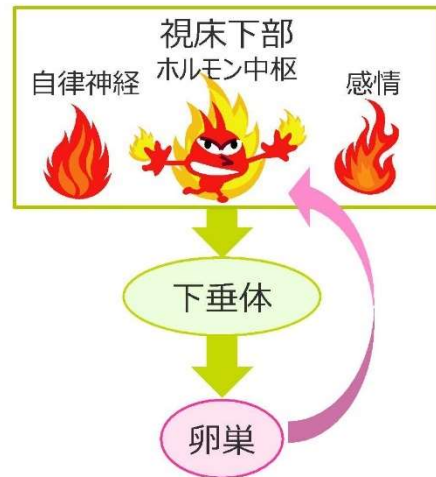 視床下部
ホルモン中枢
自律神経
感情
下垂体
卵巣